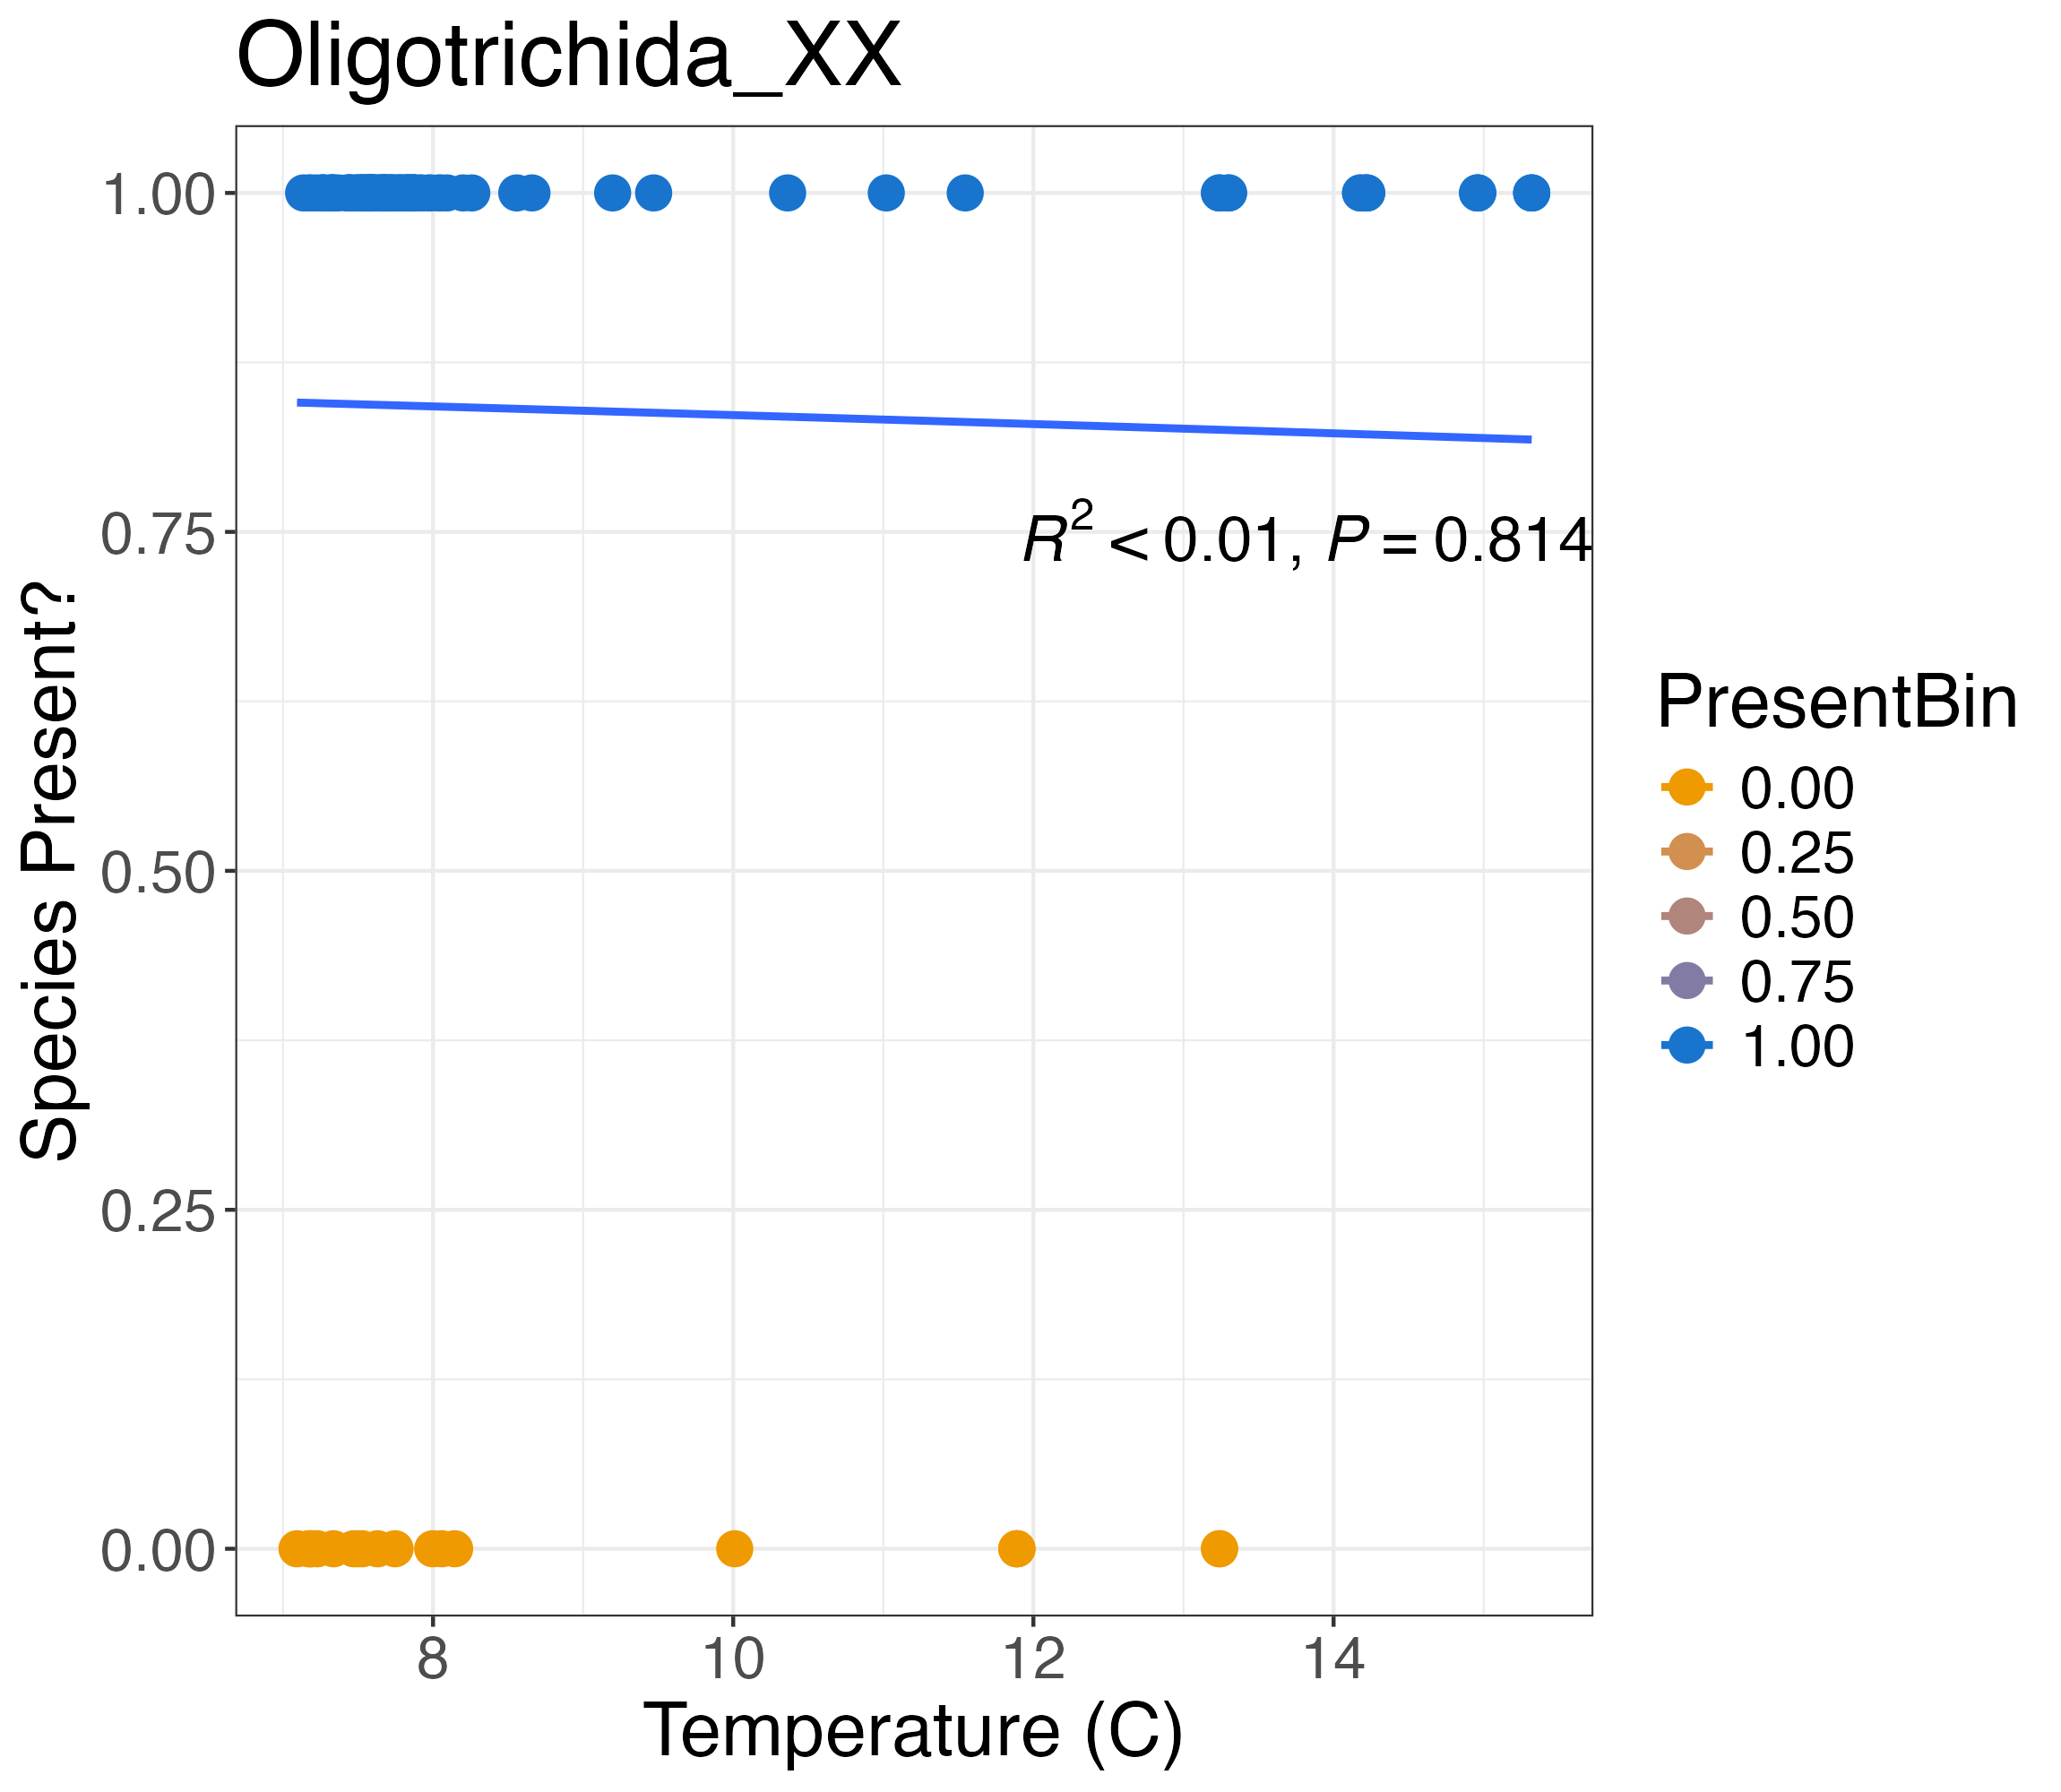 Oligotrichida_XX
1.00
0.75
0.50
0.25
0.00
Species Present?
R² < 0.01, P = 0.814
8 10 12 14
Temperature (C)
PresentBin
0.00
0.25
0.50
0.75
1.00